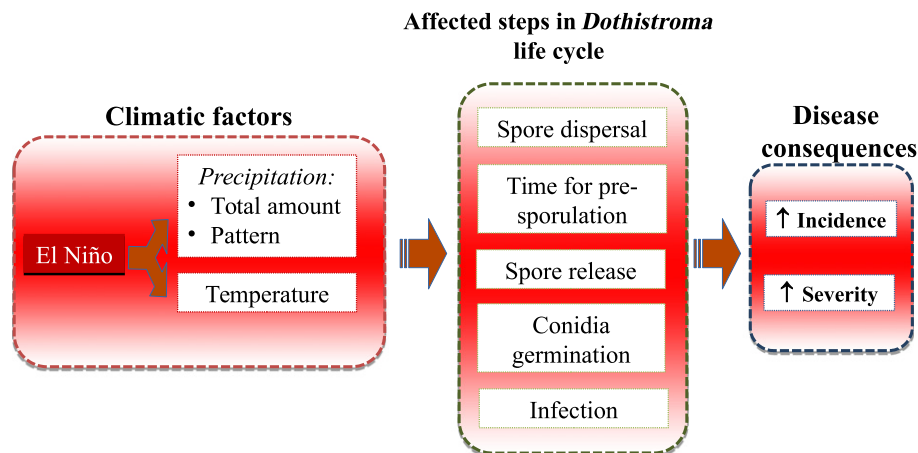 Climatic factors
El Niño
Precipitation:
• Total amount
• Pattern
Temperature
Affected steps in Dothistroma
life cycle
Spore dispersal
Time for pre-
sporulation
Spore release
Conidia
germination
Infection
Disease
consequences
↑ Incidence
↑ Severity